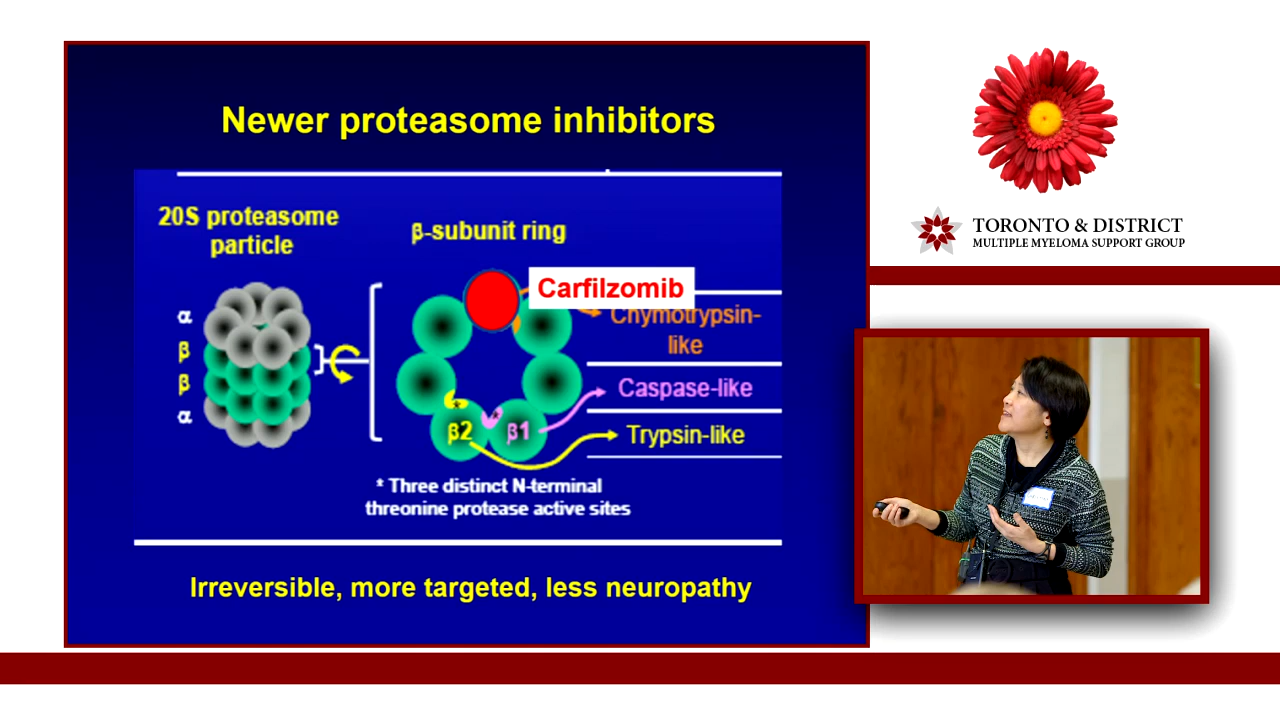 Newer proteasome inhibitors
20S proteasome
particle
β-subunit ring
α
β
β
α
Carfilzomib
Chymotrypsin-
like
Caspase-like
Trypsin-like
β2
β1
* Three distinct N-terminal
threonine protease active sites
Irreversible, more targeted, less neuropathy
TORONTO & DISTRICT
MULTIPLE MYELOMA SUPPORT GROUP